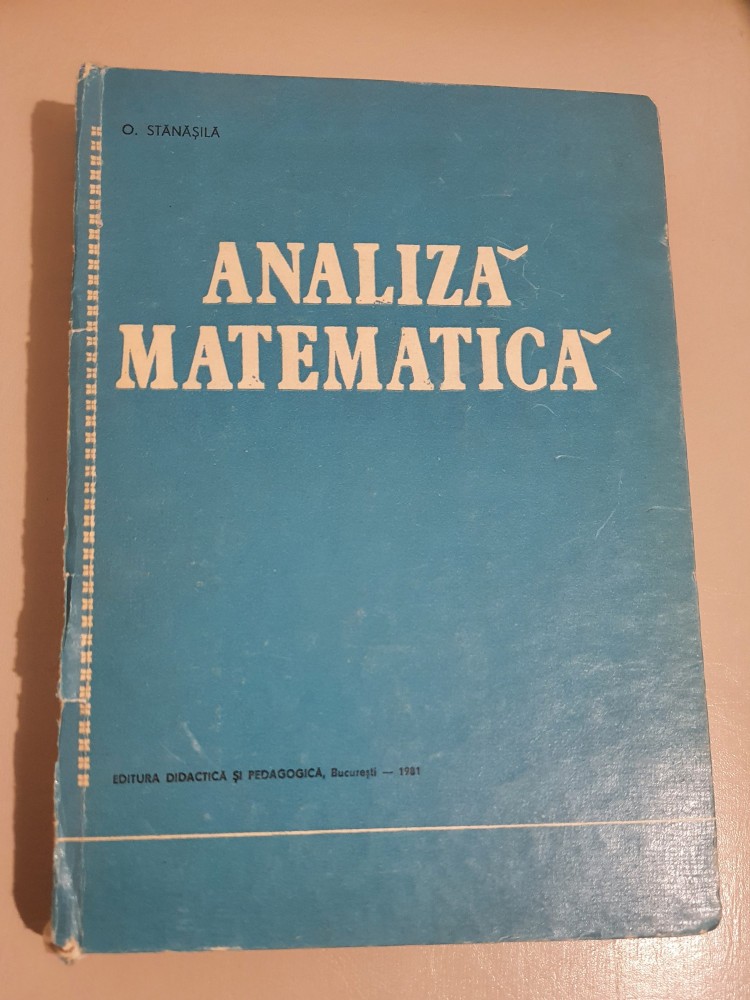 O. STĂNĂȘILĂ
ANALIZĂ
MATEMATICĂ
EDITURA DIDACTICĂ ȘI PEDAGOGICĂ, București — 1981